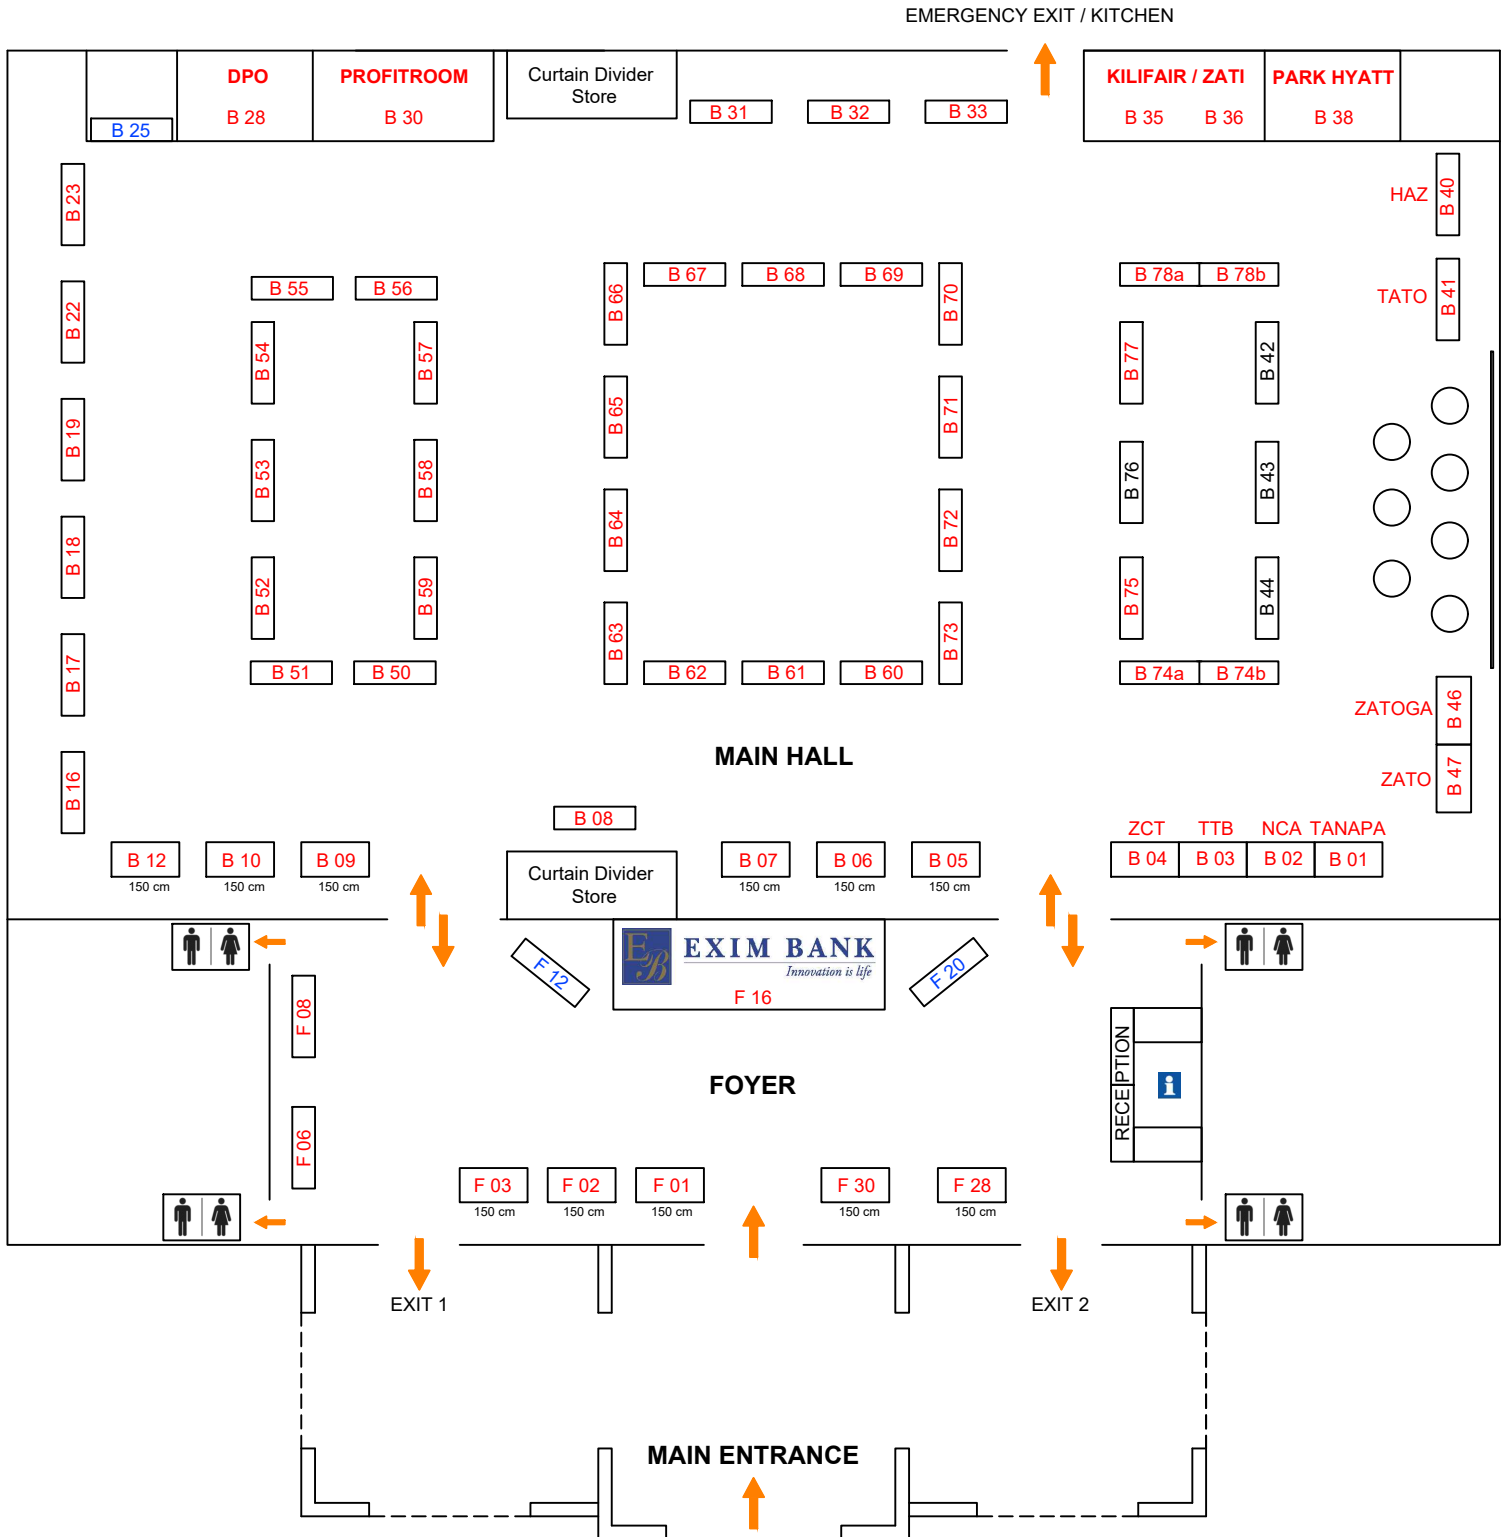 EMERGENCY EXIT / KITCHEN
DPO
B 28
PROFITROOM
B 30
Curtain Divider
Store
B 31
B 32
B 33
KILIFAIR / ZATI
B 35
B 36
PARK HYATT
B 38
B 25
B 23
HAZ
B 40
B 22
B 55
B 56
B 66
B 67
B 68
B 69
B 70
B 78a
B 78b
TATO
B 41
B 54
B 57
B 77
B 42
B 19
B 65
B 71
B 53
B 58
B 76
B 43
B 18
B 64
B 72
B 52
B 59
B 75
B 44
B 17
B 51
B 50
B 63
B 62
B 61
B 60
B 73
B 74a
B 74b
ZATOGA
B 46
MAIN HALL
B 16
ZATO
B 47
B 08
ZCT
TTB
NCA
TANAPA
B 12
150 cm
B 10
150 cm
B 09
150 cm
Curtain Divider
Store
B 07
150 cm
B 06
150 cm
B 05
150 cm
B 04
B 03
B 02
B 01
F 12
EB
EXIM BANK
Innovation is life
F 16
F 20
F 08
FOYER
RECEPTION
i
F 06
F 03
150 cm
F 02
150 cm
F 01
150 cm
F 30
150 cm
F 28
150 cm
EXIT 1
EXIT 2
MAIN ENTRANCE